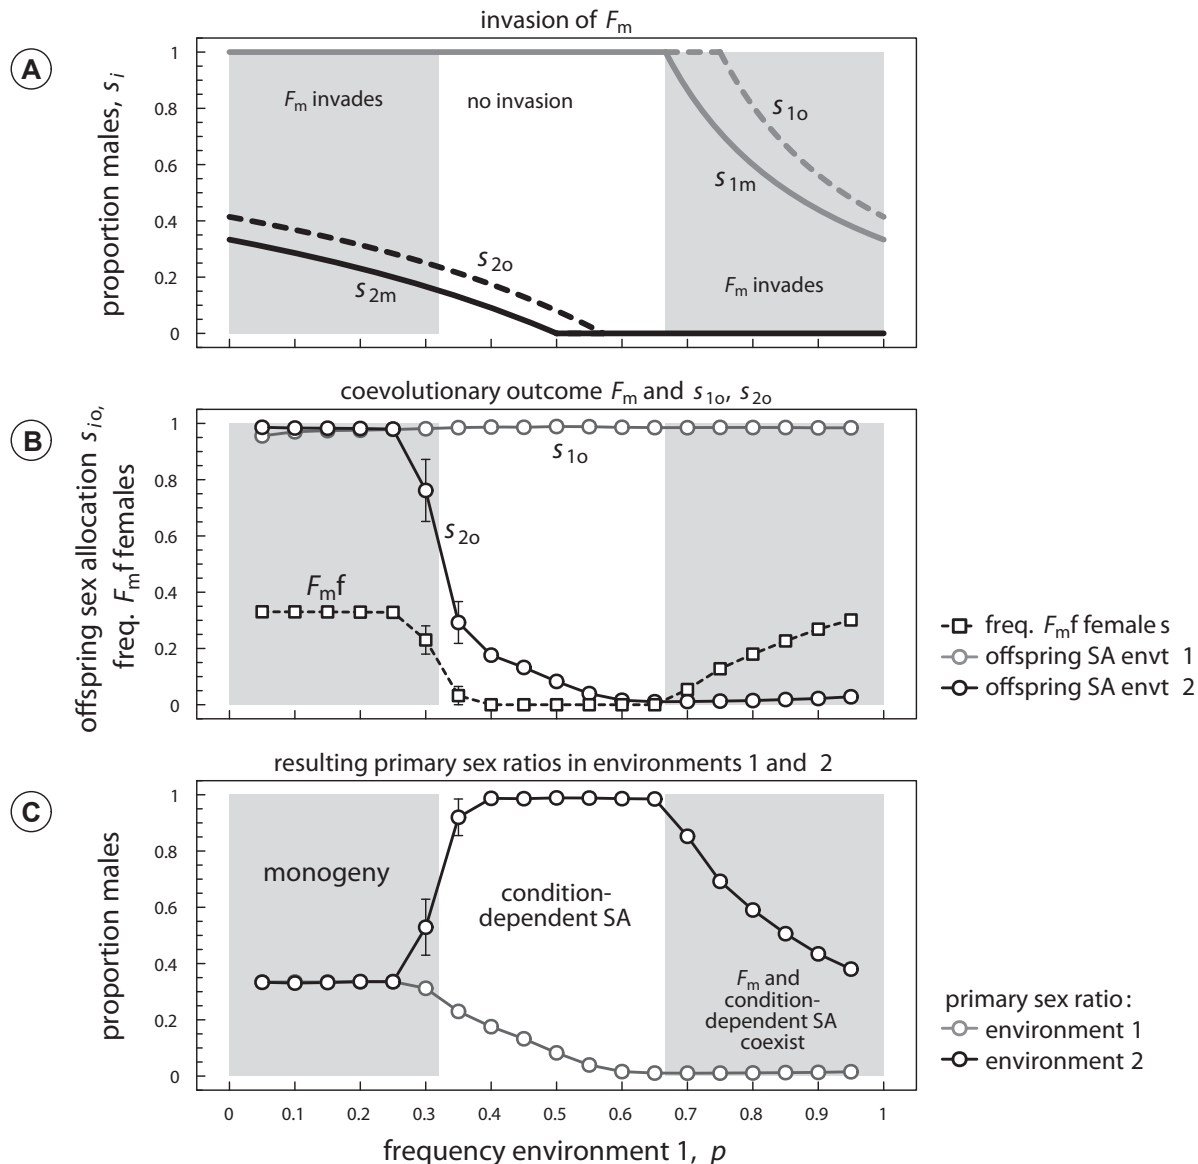 invasion of Fm
A
proportion males, si
1
0.8
0.6
0.4
0.2
0
Fm invades
no invasion
s1o
s1m
s2o
s2m
Fm invades
coevolutionary outcome Fm and s1o, s2o
B
offspring sex allocation sio,
freq. Fmf females
1
0.8
0.6
0.4
0.2
0
s1o
s2o
Fmf
freq. Fmf females
offspring SA envt 1
offspring SA envt 2
resulting primary sex ratios in environments 1 and 2
C
proportion males
1
0.8
0.6
0.4
0.2
0
monogeny
condition-
dependent SA
Fm and
condition-
dependent SA
coexist
primary sex ratio:
environment 1
environment 2
0 0.1 0.2 0.3 0.4 0.5 0.6 0.7 0.8 0.9 1
frequency environment 1, p